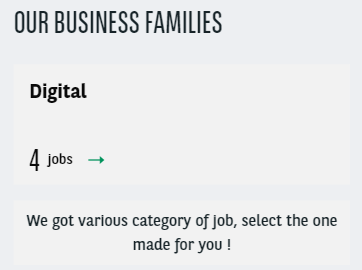 OUR BUSINESS FAMILIES
Digital
4 jobs →
We got various category of job, select the one
made for you !